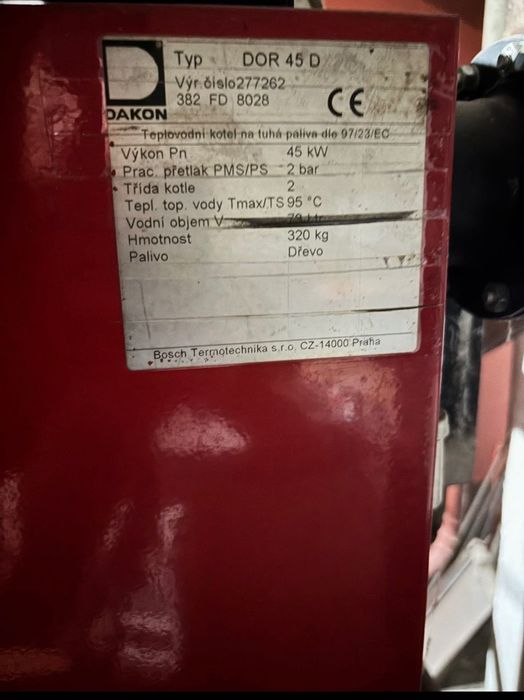 DAKON
Typ DOR 45 D
Výr.číslo277262
382 FD 8028
CE
Teplovodní kotel na tuhá paliva dle 97/23/EC
Výkon Pn 45 kW
Prac. přetlak PMS/PS 2 bar
Třída kotle 2
Tepl. top. vody Tmax/TS 95 °C
Vodní objem V
Hmotnost 320 kg
Palivo Dřevo
Bosch Termotechnika s.r.o, CZ-14000 Praha